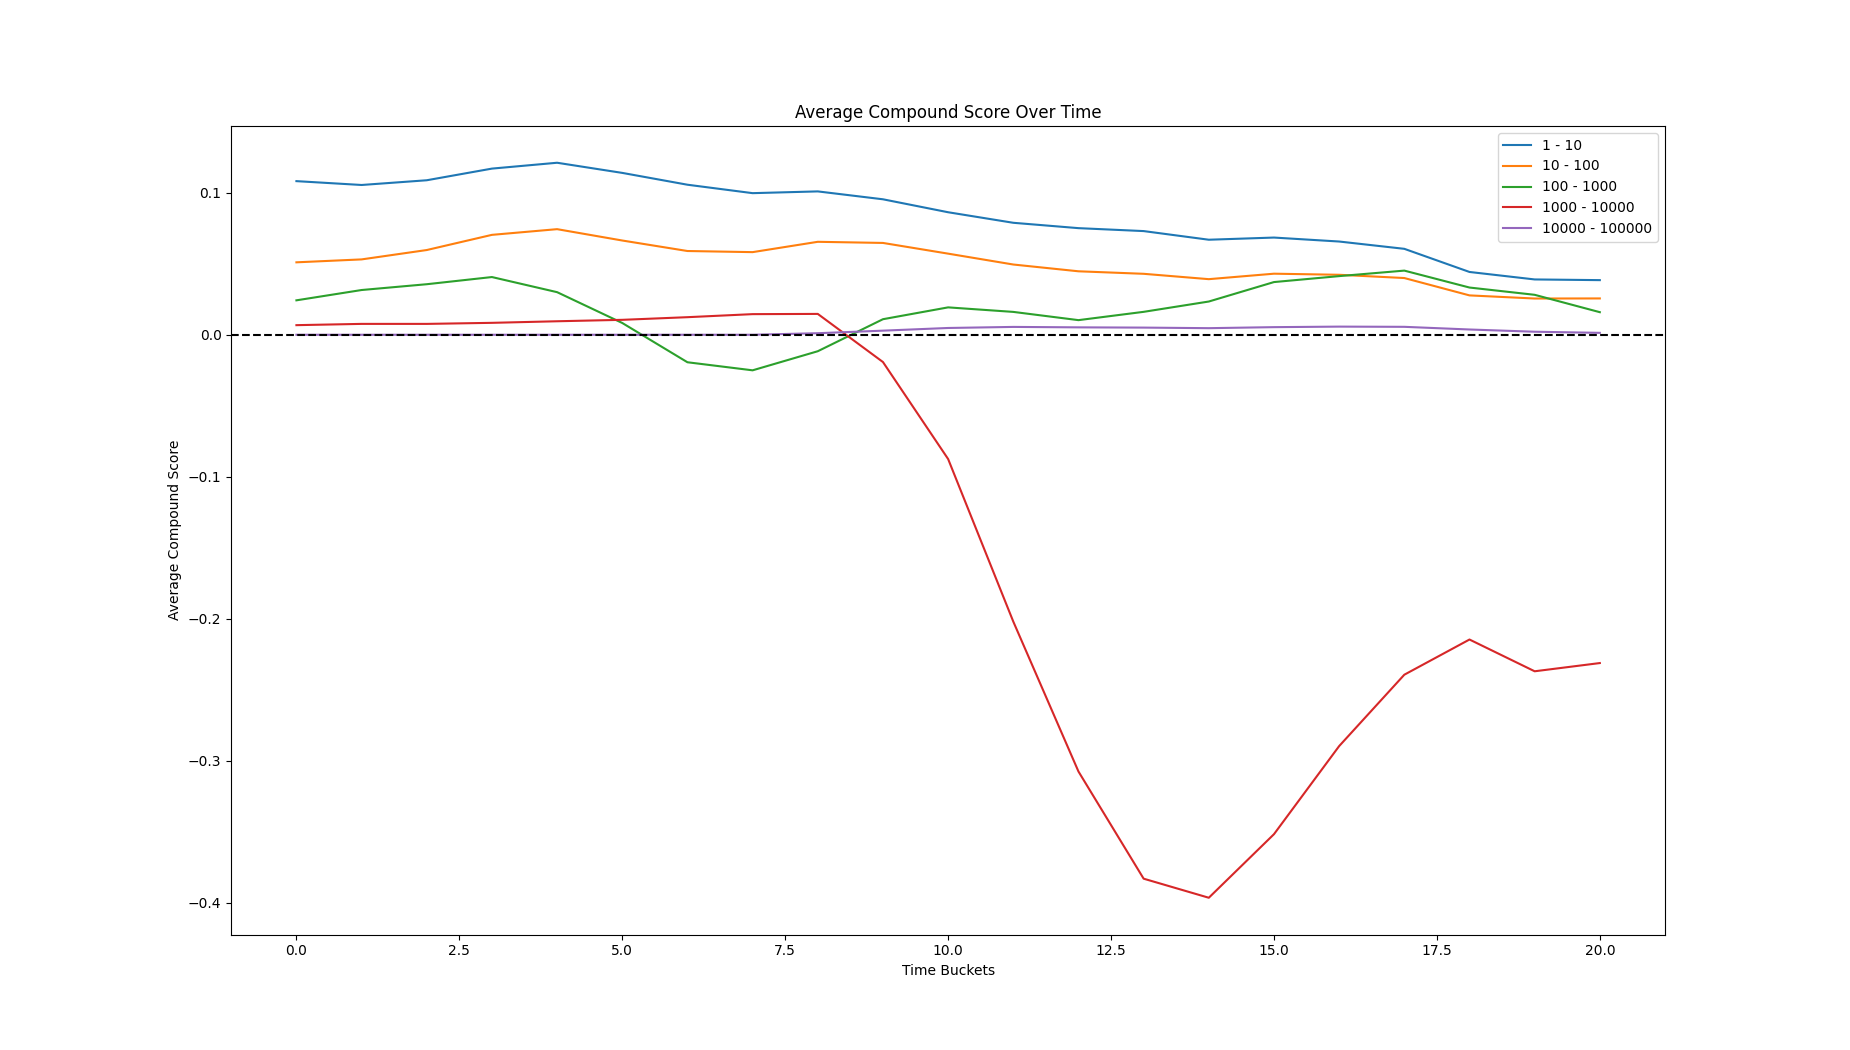 Average Compound Score Over Time
1 - 10
10 - 100
100 - 1000
1000 - 10000
10000 - 100000
0.1
0.0
−0.1
−0.2
−0.3
−0.4
Average Compound Score
0.0 2.5 5.0 7.5 10.0 12.5 15.0 17.5 20.0
Time Buckets